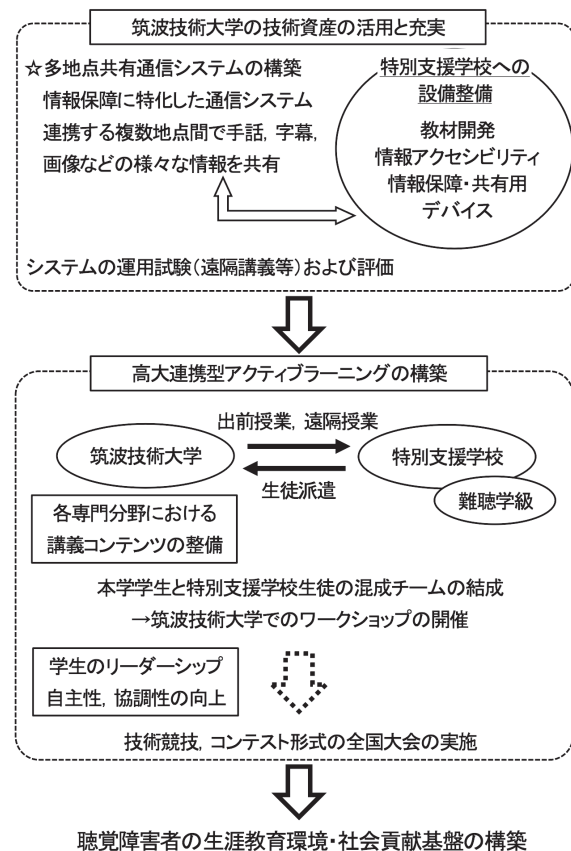 筑波技術大学の技術資産の活用と充実
☆多地点共有通信システムの構築
情報保障に特化した通信システム
連携する複数地点間で手話, 字幕,
画像などの様々な情報を共有
特別支援学校への
設備整備
教材開発
情報アクセシビリティ
情報保障・共有用
デバイス
システムの運用試験（遠隔講義等）および評価
高大連携型アクティブラーニングの構築
出前授業, 遠隔授業
筑波技術大学
特別支援学校
生徒派遣
難聴学級
各専門分野における
講義コンテンツの整備
本学学生と特別支援学校生徒の混成チームの結成
→筑波技術大学でのワークショップの開催
学生のリーダーシップ
自主性, 協調性の向上
技術競技, コンテスト形式の全国大会の実施
聴覚障害者の生涯教育環境・社会貢献基盤の構築